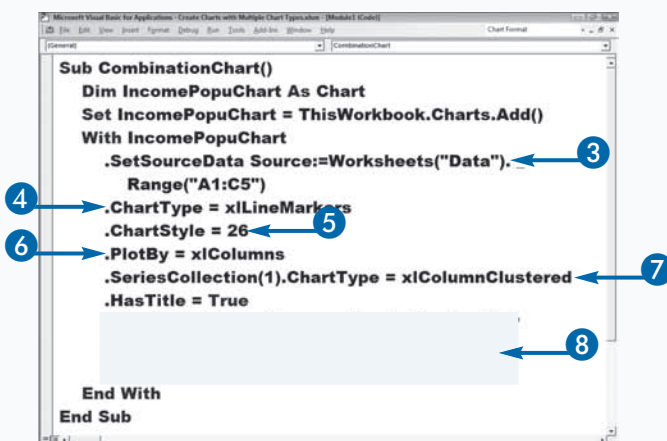 Microsoft Visual Basic for Applications - Create Charts with Multiple Chart Types.xlsm - [Module1 (Code)]
File Edit View Insert Format Debug Run Tools Add-Ins Window Help
Chart Format
(General)
CombinationChart
Sub CombinationChart()
Dim IncomePopuChart As Chart
Set IncomePopuChart = ThisWorkbook.Charts.Add()
With IncomePopuChart
.SetSourceData Source:=Worksheets("Data"). _ 3
Range("A1:C5")
4 .ChartType = xlLineMarkers
.ChartStyle = 26 5
6 .PlotBy = xlColumns
.SeriesCollection(1).ChartType = xlColumnClustered 7
.HasTitle = True
8
End With
End Sub